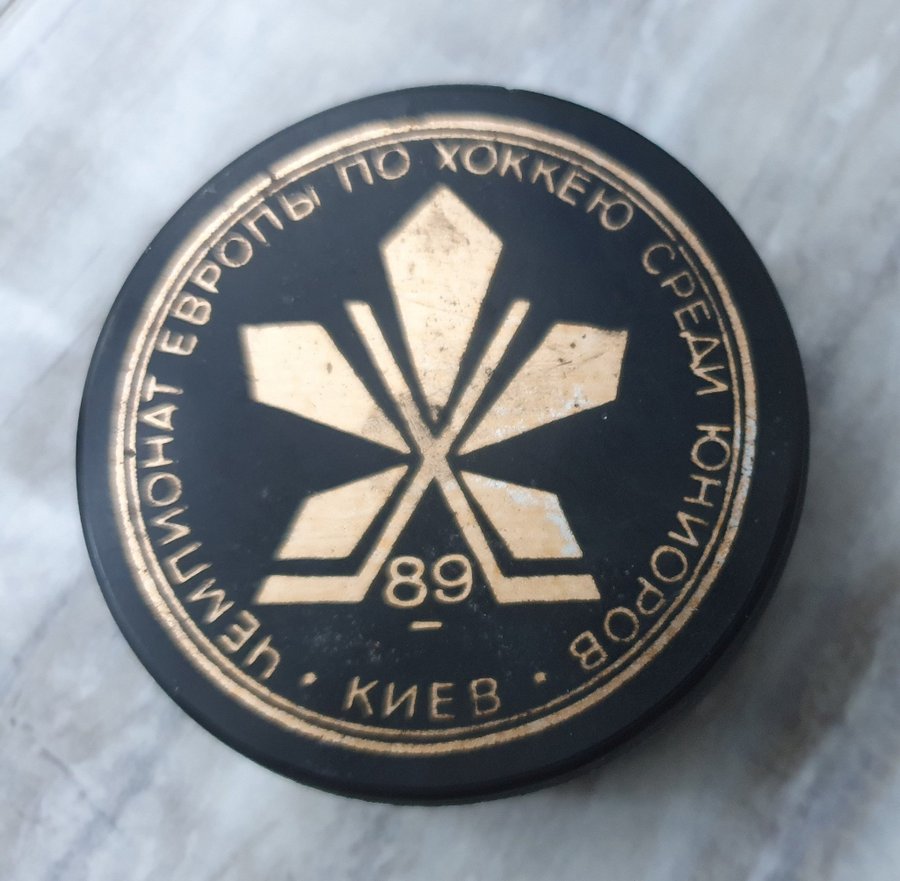 ЧЕМПИОНАТ ЕВРОПЫ ПО ХОККЕЮ СРЕДИ ЮНИОРОВ
89
• КИЕВ •